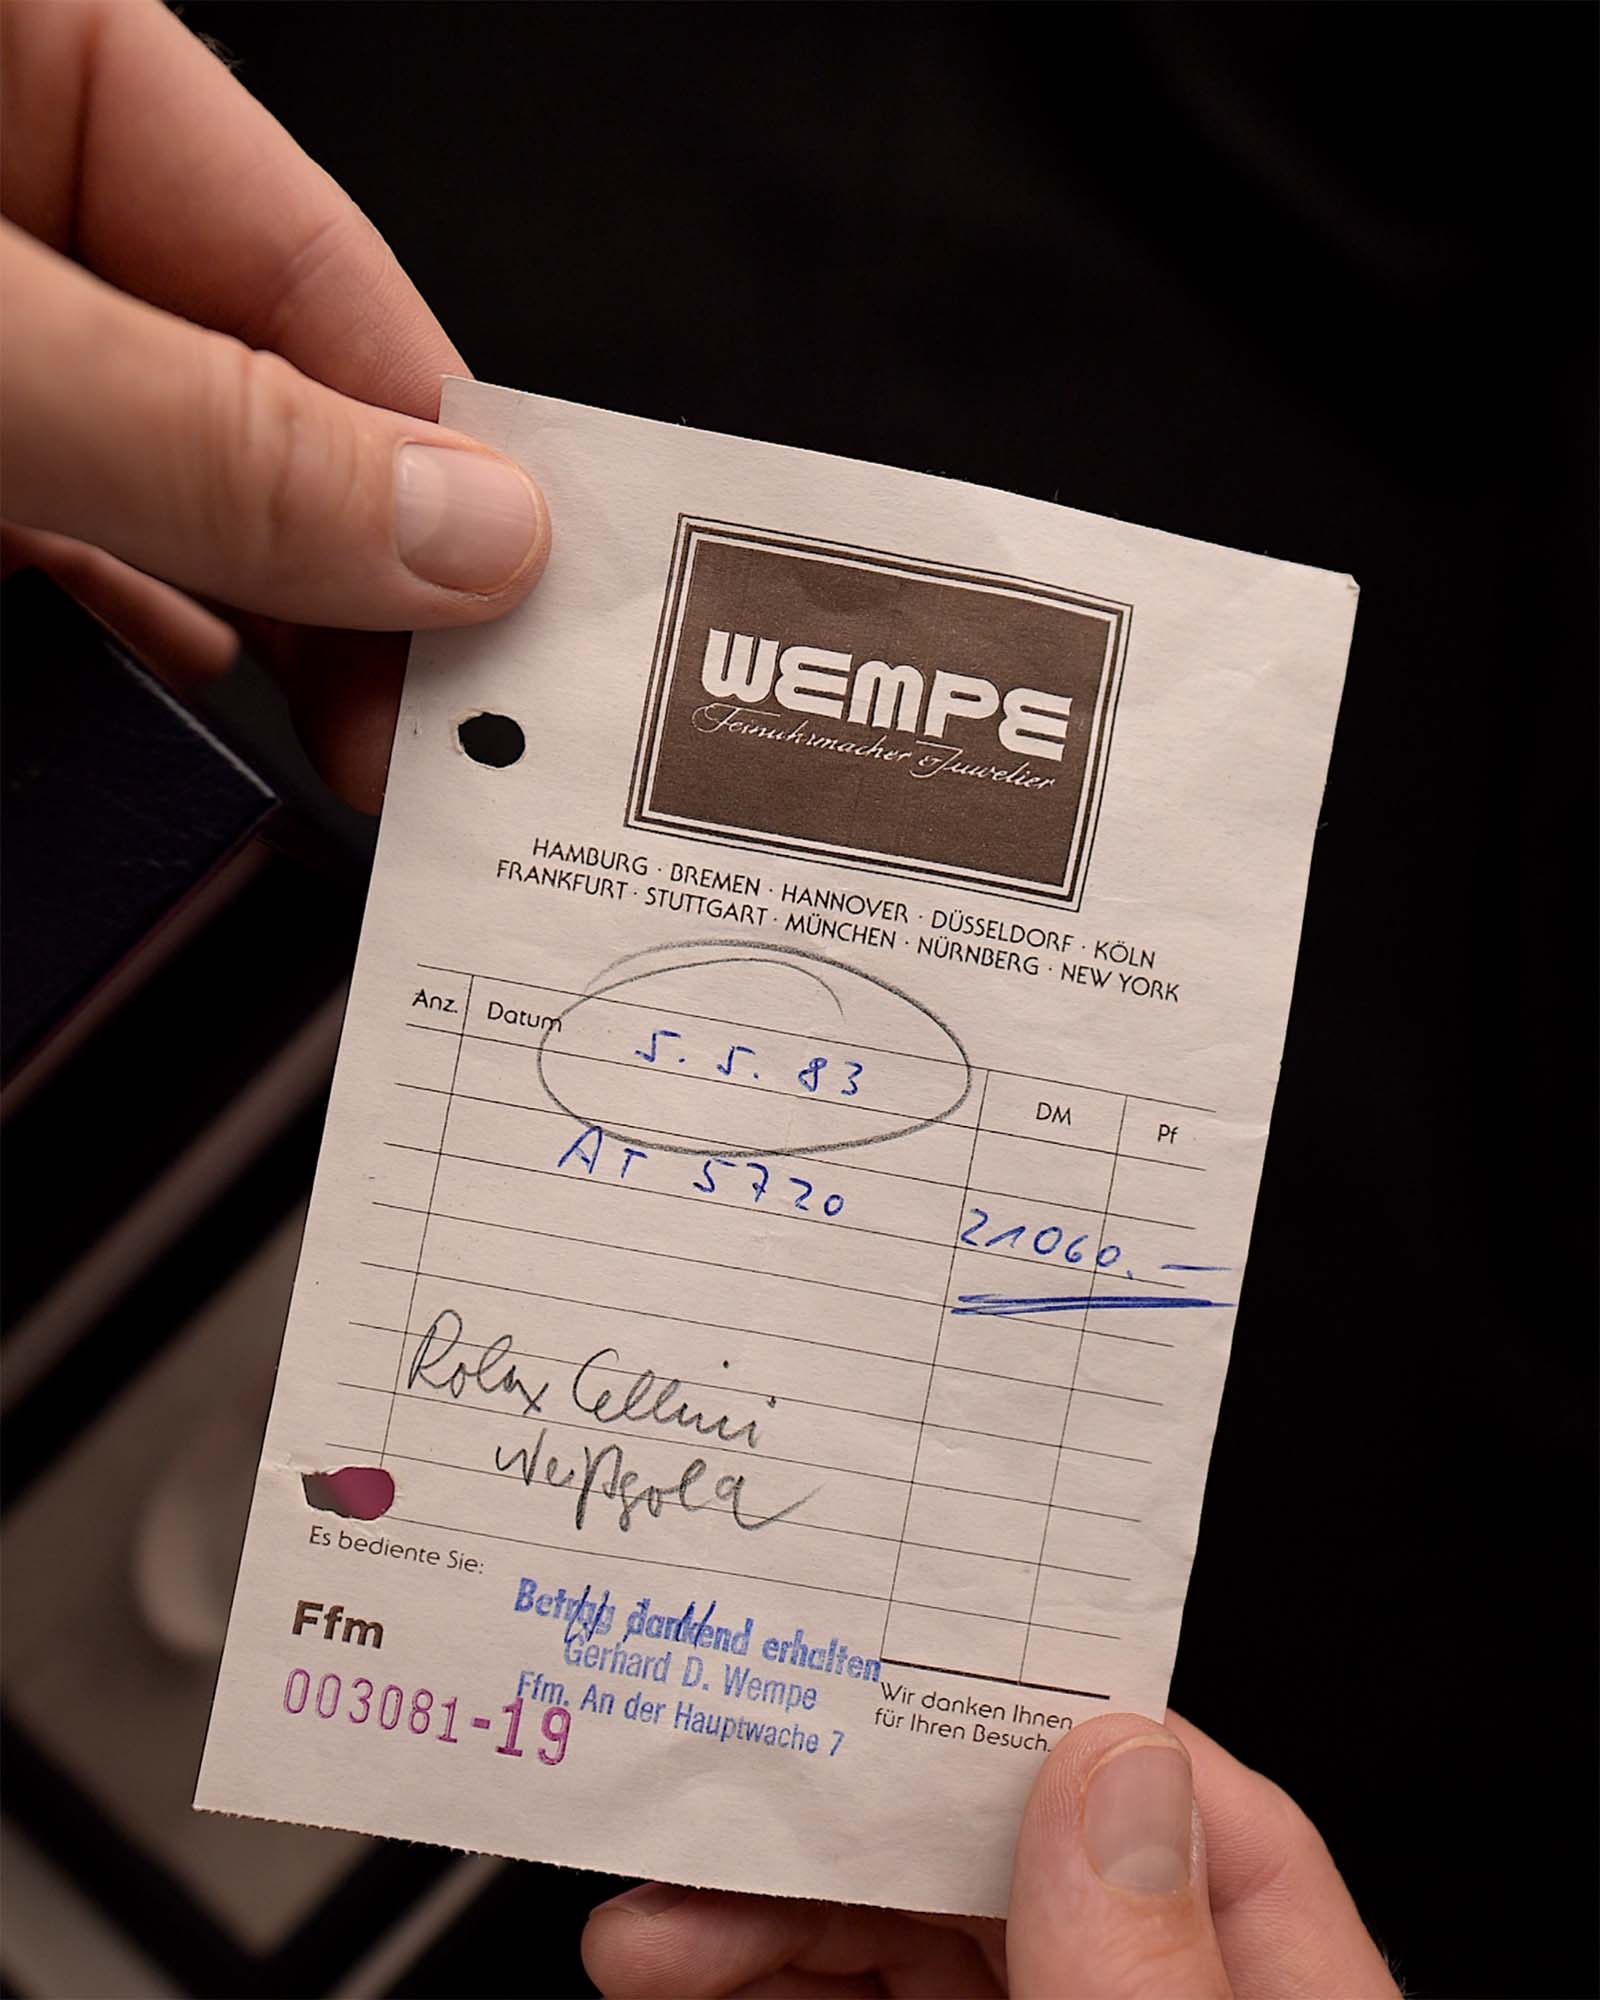 WEMPE
Feinuhrmacher & Juwelier
HAMBURG · BREMEN · HANNOVER · DÜSSELDORF · KÖLN
FRANKFURT · STUTTGART · MÜNCHEN · NÜRNBERG · NEW YORK
Anz. Datum 5. 5. 83 DM Pf
AT 5720 21060. —
Rolex Cellini
Weißgold
Es bediente Sie:
Ffm
003081-19
Betrag dankend erhalten
Gerhard D. Wempe
Ffm. An der Hauptwache 7
Wir danken Ihnen
für Ihren Besuch.